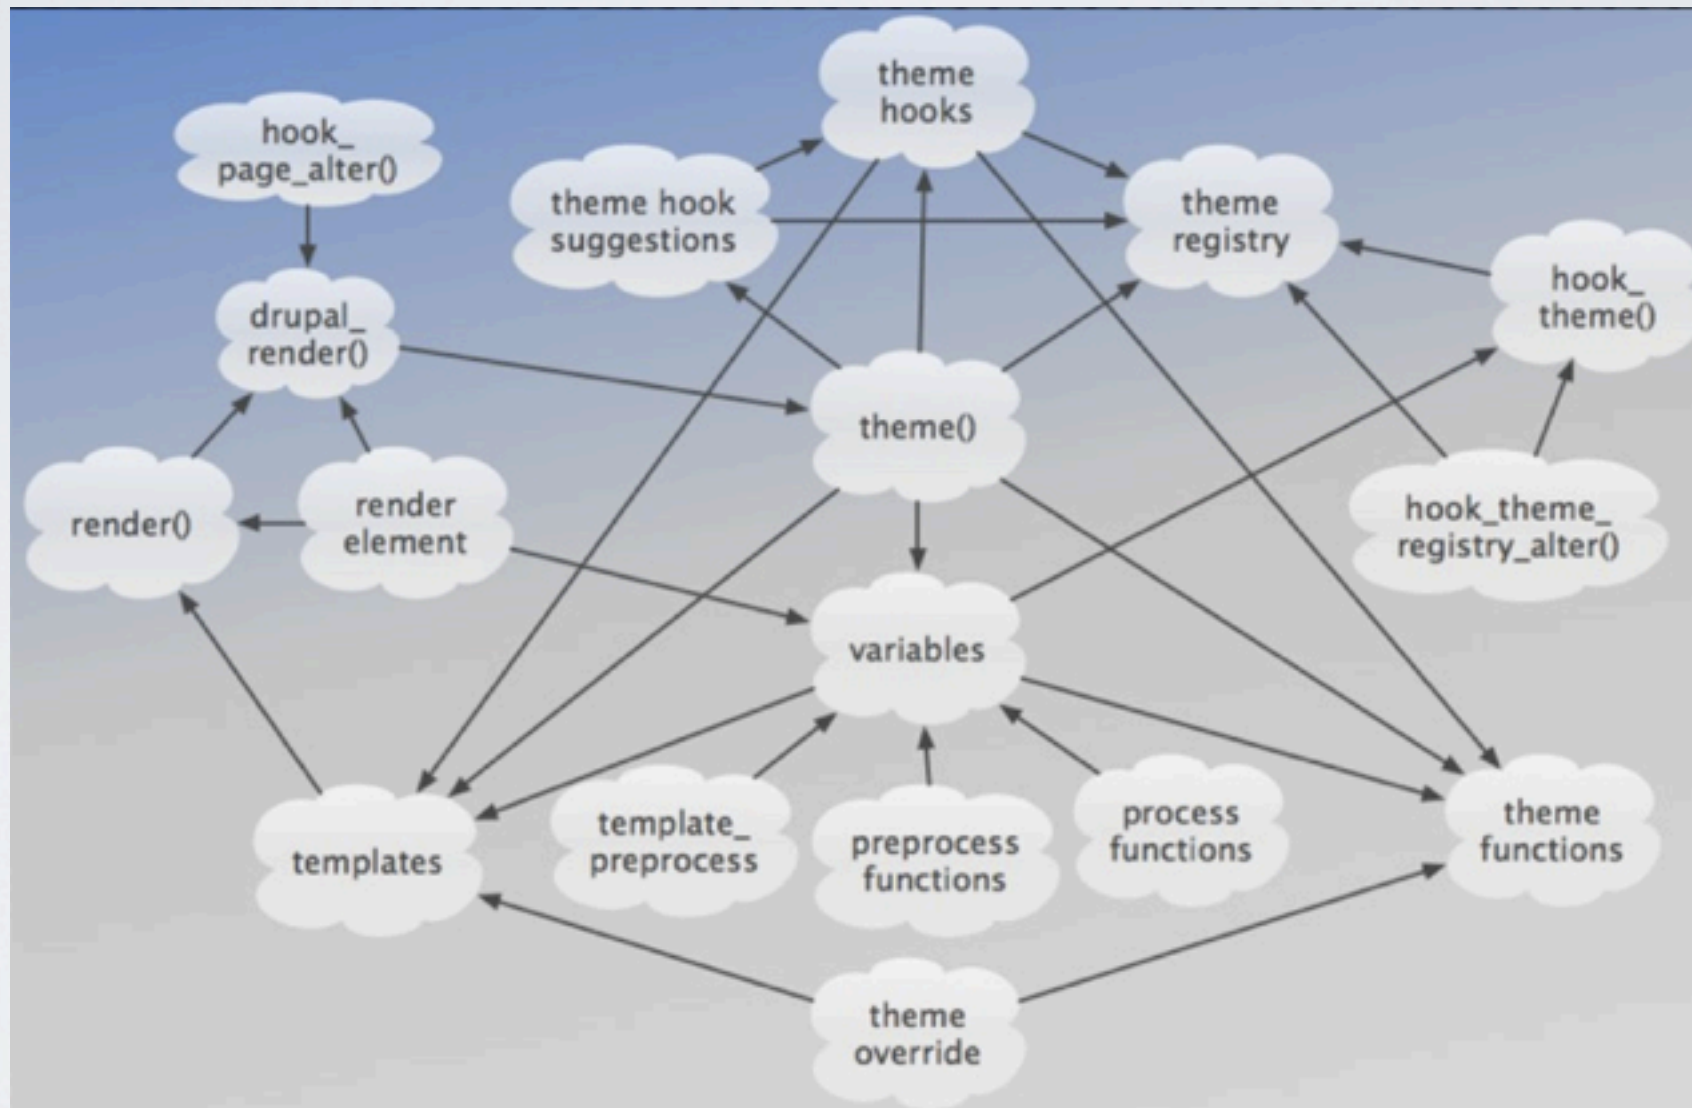 theme
hooks
hook_
page_alter()
theme hook
suggestions
theme
registry
hook_
theme()
drupal_
render()
theme()
render()
render
element
hook_theme_
registry_alter()
variables
templates
template_
preprocess
preprocess
functions
process
functions
theme
functions
theme
override